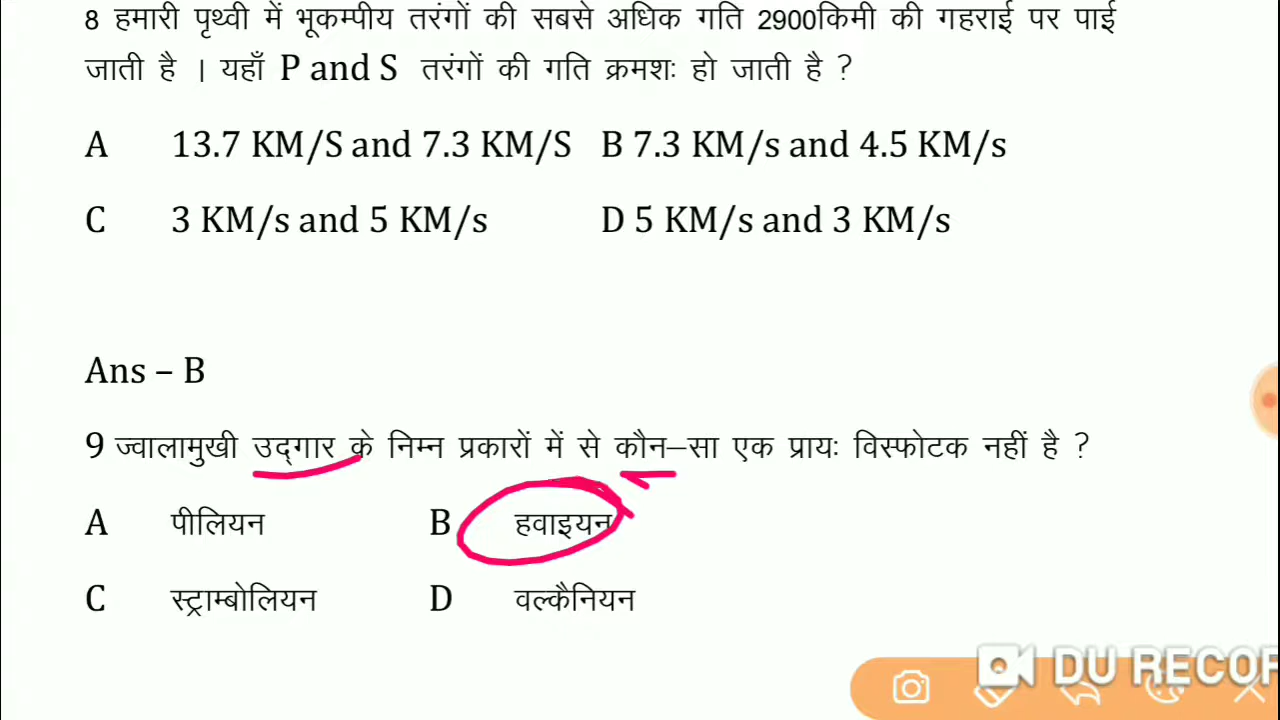 8 हमारी पृथ्वी में भूकम्पीय तरंगों की सबसे अधिक गति 2900किमी की गहराई पर पाई
जाती है । यहाँ P and S तरंगों की गति क्रमशः हो जाती है ?
A 13.7 KM/S and 7.3 KM/S B 7.3 KM/s and 4.5 KM/s
C 3 KM/s and 5 KM/s D 5 KM/s and 3 KM/s
Ans – B
9 ज्वालामुखी उद्गार के निम्न प्रकारों में से कौन–सा एक प्रायः विस्फोटक नहीं है ?
A पीलियन B हवाइयन
C स्ट्राम्बोलियन D वल्कैनियन
DU RECOR